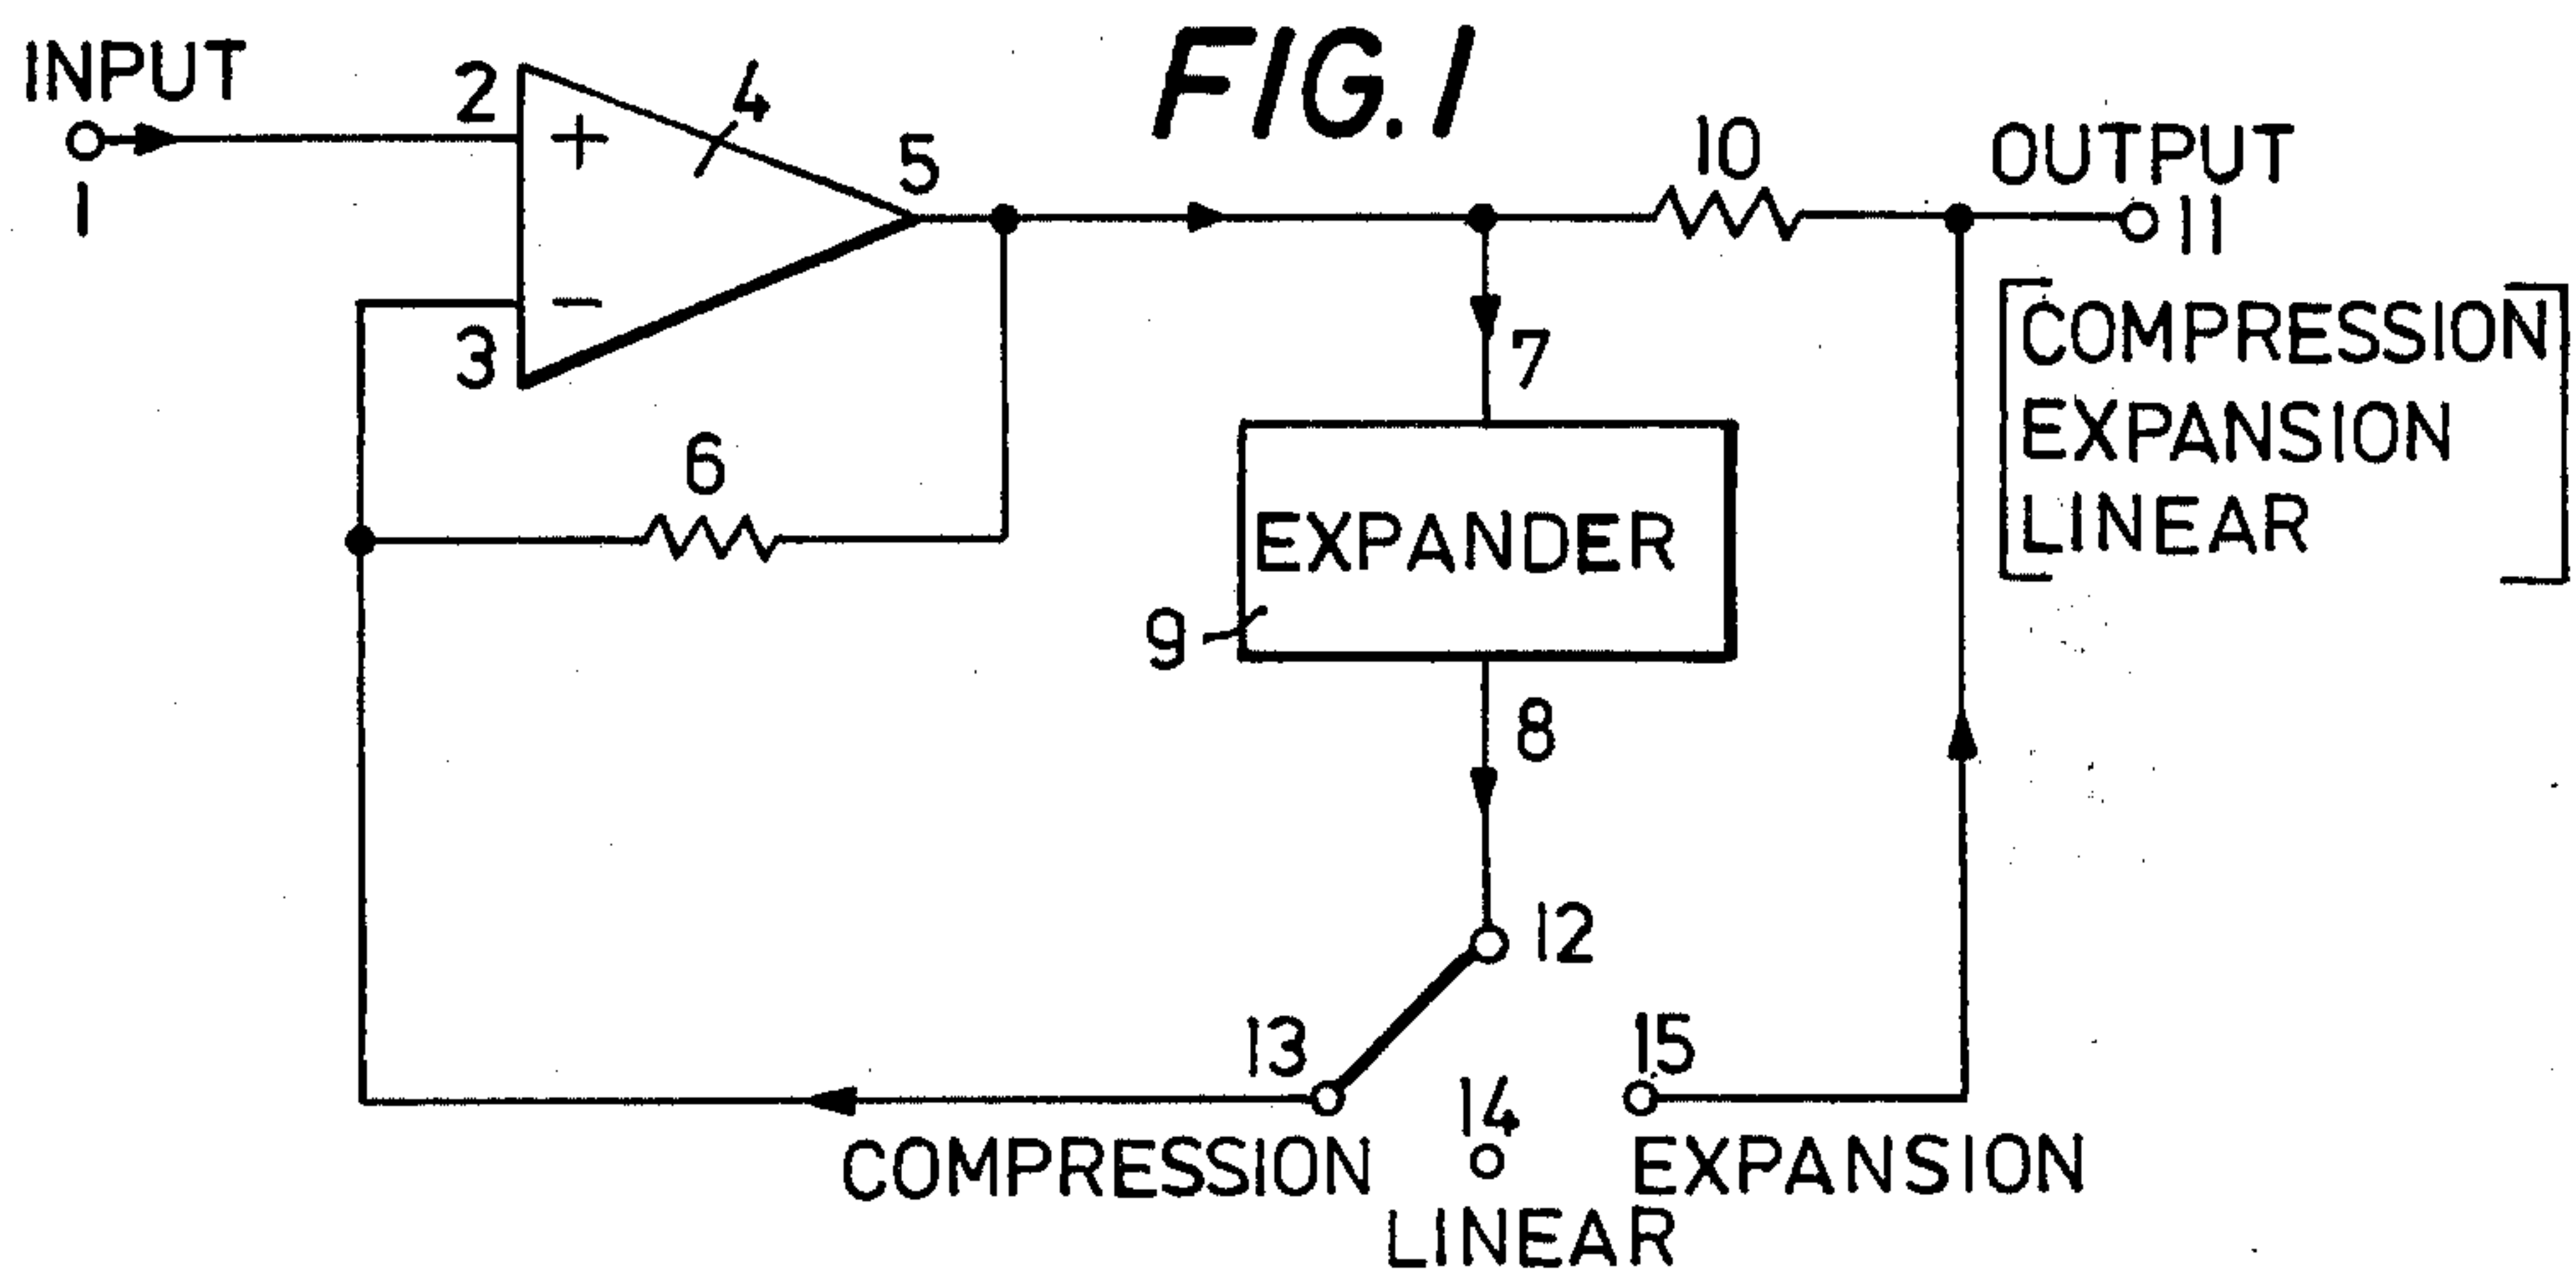 FIG. 1
INPUT
1
2
+
4
5
3
-
6
7
EXPANDER
9
8
10
OUTPUT
11
COMPRESSION
EXPANSION
LINEAR
12
13
14
15
COMPRESSION
LINEAR
EXPANSION